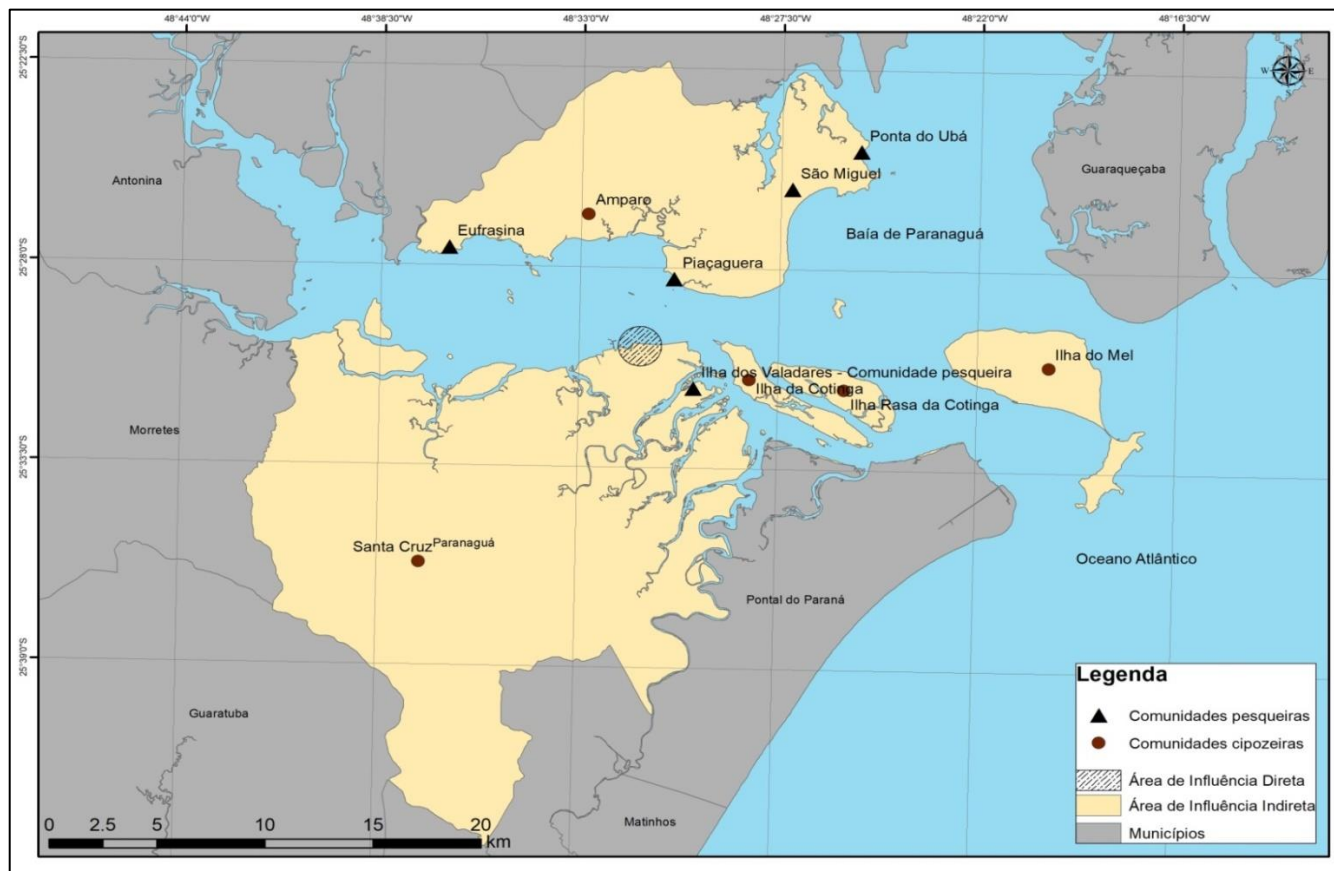 48°44'0"W 48°38'30"W 48°33'0"W 48°27'30"W 48°22'0"W 48°16'30"W
25°22'30"S
25°28'0"S
25°33'30"S
25°39'0"S
N
W E
S
Ponta do Ubá
São Miguel
Guaraqueçaba
Antonina
Amparo
Eufrasina
Baía de Paranaguá
Piaçaguera
Ilha do Mel
Ilha dos Valadares - Comunidade pesqueira
Ilha da Cotinga
Ilha Rasa da Cotinga
Morretes
Santa Cruz
Paranaguá
Oceano Atlântico
Pontal do Paraná
Guaratuba
Matinhos
Legenda
Comunidades pesqueiras
Comunidades cipozeiras
Área de Influência Direta
Área de Influência Indireta
Municípios
0 2.5 5 10 15 20
km